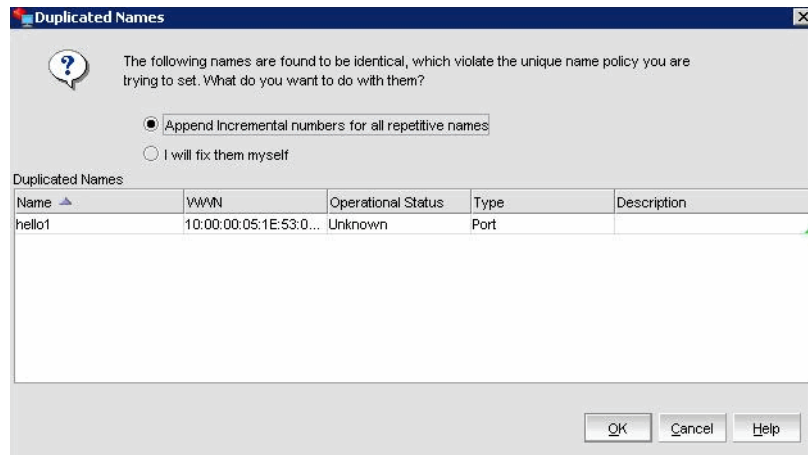 Duplicated Names
The following names are found to be identical, which violate the unique name policy you are
trying to set. What do you want to do with them?
Append Incremental numbers for all repetitive names
I will fix them myself
Duplicated Names
Name WWN Operational Status Type Description
hello1 10:00:00:05:1E:53:0... Unknown Port
OK Cancel Help